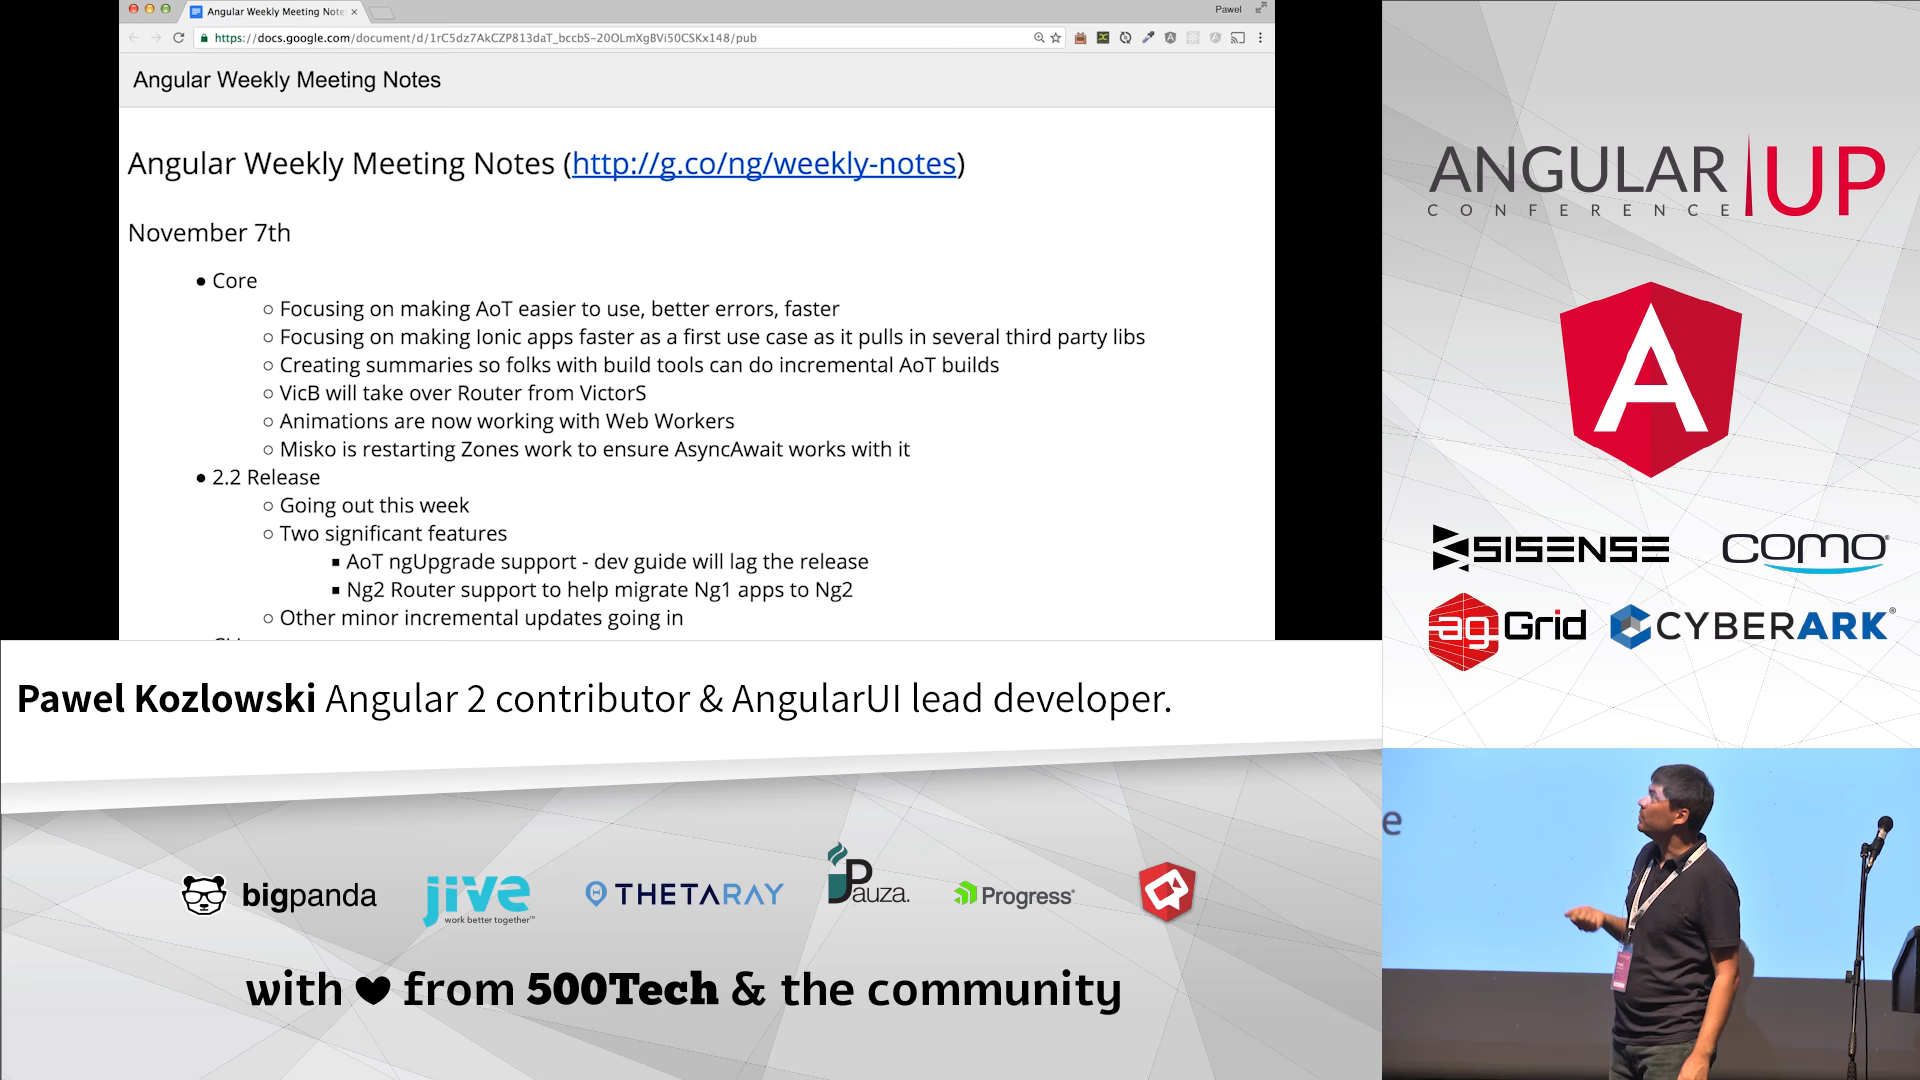 Angular Weekly Meeting Note
Pawel
https://docs.google.com/document/d/1rC5dz7AkCZP813daT_bccbS-20OLmXgBVi50CSKx148/pub
Angular Weekly Meeting Notes
Angular Weekly Meeting Notes (http://g.co/ng/weekly-notes)
November 7th
Core
Focusing on making AoT easier to use, better errors, faster
Focusing on making Ionic apps faster as a first use case as it pulls in several third party libs
Creating summaries so folks with build tools can do incremental AoT builds
VicB will take over Router from VictorS
Animations are now working with Web Workers
Misko is restarting Zones work to ensure AsyncAwait works with it
2.2 Release
Going out this week
Two significant features
AoT ngUpgrade support - dev guide will lag the release
Ng2 Router support to help migrate Ng1 apps to Ng2
Other minor incremental updates going in
Pawel Kozlowski Angular 2 contributor & AngularUI lead developer.
bigpanda
jive
work better together™
THETARAY
Pauza.
Progress®
with ♥ from 500Tech & the community
ANGULAR UP
CONFERENCE
A
SISENSE
COMO®
ag Grid
CYBERARK®
e